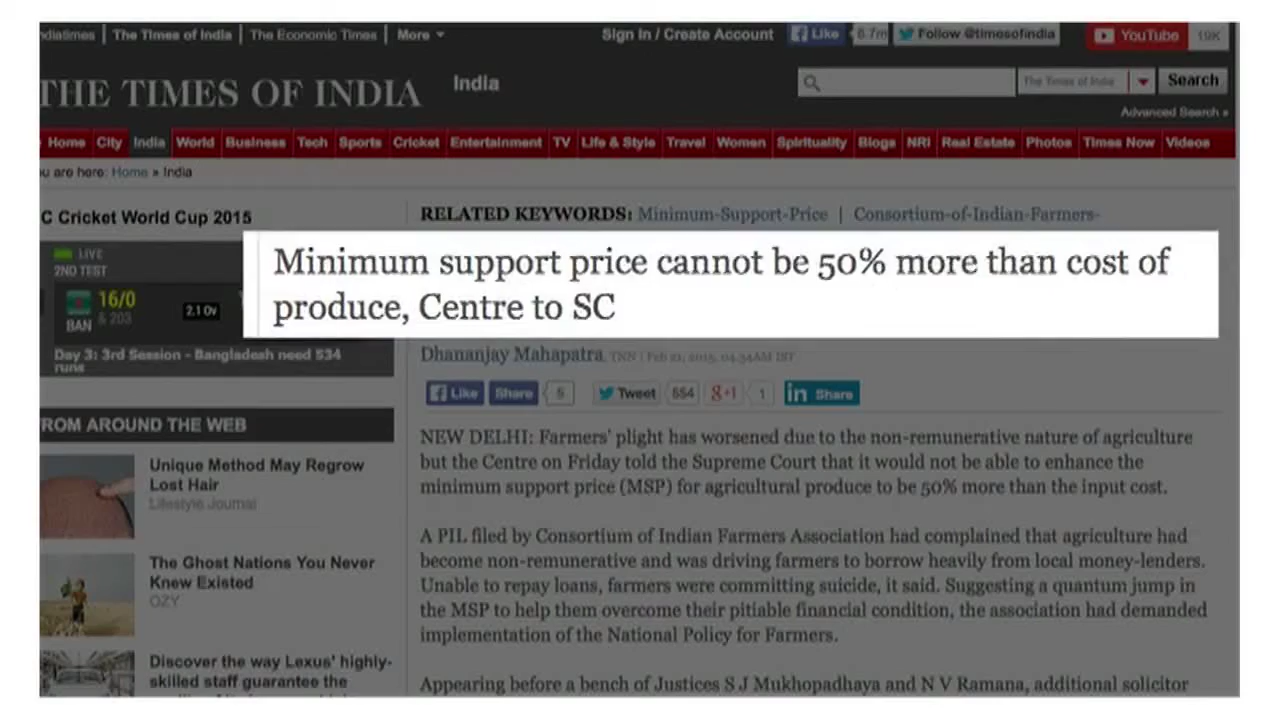 diatimes | The Times of India | The Economic Times | More
Sign In / Create Account
Like 6.7m
Follow @timesofindia
YouTube 19K
THE TIMES OF INDIA
India
The Times of India
Search
Advanced Search »
Home City India World Business Tech Sports Cricket Entertainment TV Life & Style Travel Women Spirituality Blogs NRI Real Estate Photos Times Now Videos
u are here: Home » India
C Cricket World Cup 2015
LIVE
2ND TEST
16/0
& 203
BAN
2.1 Ov
Day 3: 3rd Session - Bangladesh need 534
runs
ROM AROUND THE WEB
Unique Method May Regrow
Lost Hair
Lifestyle Journal
The Ghost Nations You Never
Knew Existed
OZY
Discover the way Lexus' highly-
skilled staff guarantee the
RELATED KEYWORDS: Minimum-Support-Price | Consortium-of-Indian-Farmers-
Minimum support price cannot be 50% more than cost of
produce, Centre to SC
Dhananjay Mahapatra, TNN | Feb 21, 2015, 04.34AM IST
Like Share 5 Tweet 554 g+1 1 in Share
NEW DELHI: Farmers' plight has worsened due to the non-remunerative nature of agriculture
but the Centre on Friday told the Supreme Court that it would not be able to enhance the
minimum support price (MSP) for agricultural produce to be 50% more than the input cost.
A PIL filed by Consortium of Indian Farmers Association had complained that agriculture had
become non-remunerative and was driving farmers to borrow heavily from local money-lenders.
Unable to repay loans, farmers were committing suicide, it said. Suggesting a quantum jump in
the MSP to help them overcome their pitiable financial condition, the association had demanded
implementation of the National Policy for Farmers.
Appearing before a bench of Justices S J Mukhopadhaya and N V Ramana, additional solicitor